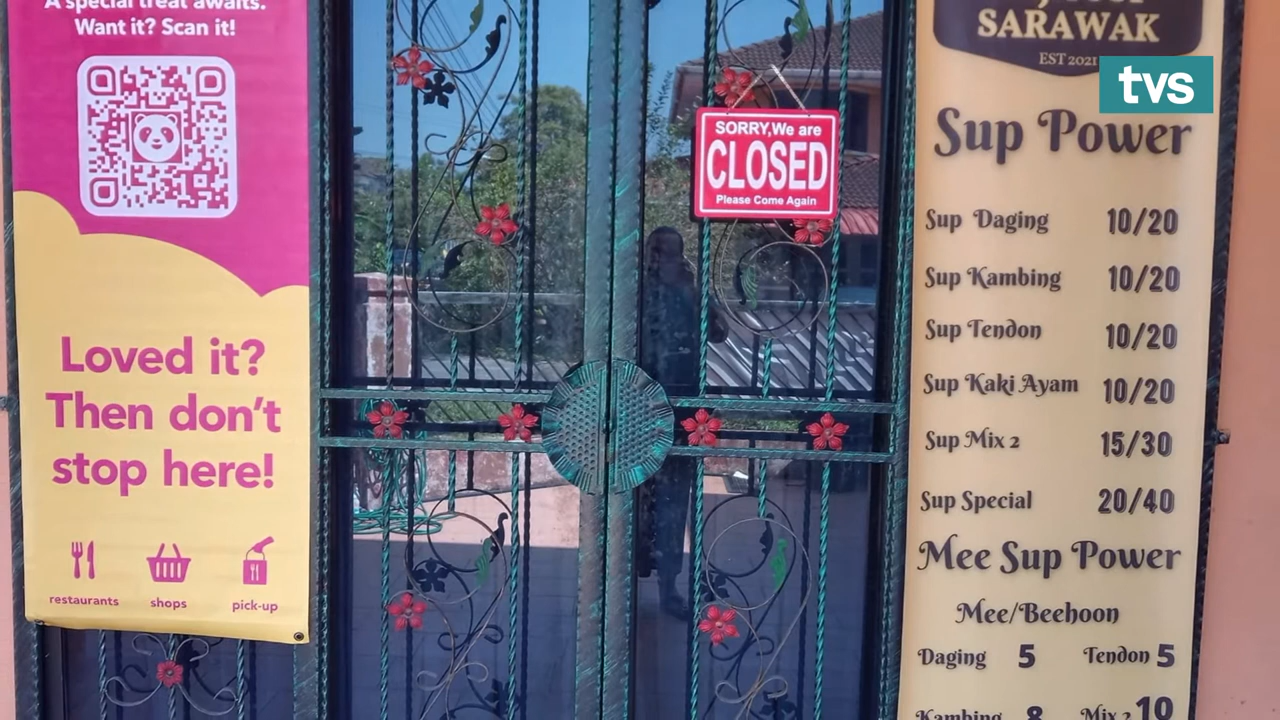 A special treat awaits.
Want it? Scan it!
Loved it?
Then don't
stop here!
restaurants shops pick-up
SORRY,We are
CLOSED
Please Come Again
SARAWAK
EST 2021
tvs
Sup Power
Sup Daging 10/20
Sup Kambing 10/20
Sup Tendon 10/20
Sup Kaki Ayam 10/20
Sup Mix 2 15/30
Sup Special 20/40
Mee Sup Power
Mee/Beehoon
Daging 5 Tendon 5
Kambing 8 Mix 2 10